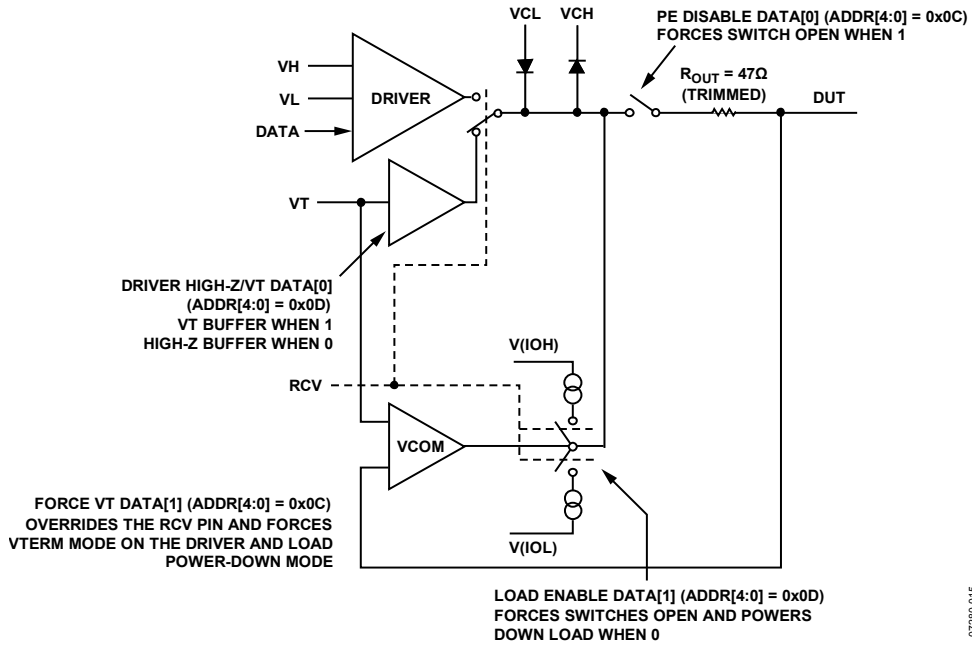 VCL VCH
PE DISABLE DATA[0] (ADDR[4:0] = 0x0C)
FORCES SWITCH OPEN WHEN 1
VH
VL
DATA
DRIVER
ROUT = 47Ω
(TRIMMED)
DUT
VT
DRIVER HIGH-Z/VT DATA[0]
(ADDR[4:0] = 0x0D)
VT BUFFER WHEN 1
HIGH-Z BUFFER WHEN 0
V(IOH)
RCV
VCOM
FORCE VT DATA[1] (ADDR[4:0] = 0x0C)
OVERRIDES THE RCV PIN AND FORCES
VTERM MODE ON THE DRIVER AND LOAD
POWER-DOWN MODE
V(IOL)
LOAD ENABLE DATA[1] (ADDR[4:0] = 0x0D)
FORCES SWITCHES OPEN AND POWERS
DOWN LOAD WHEN 0